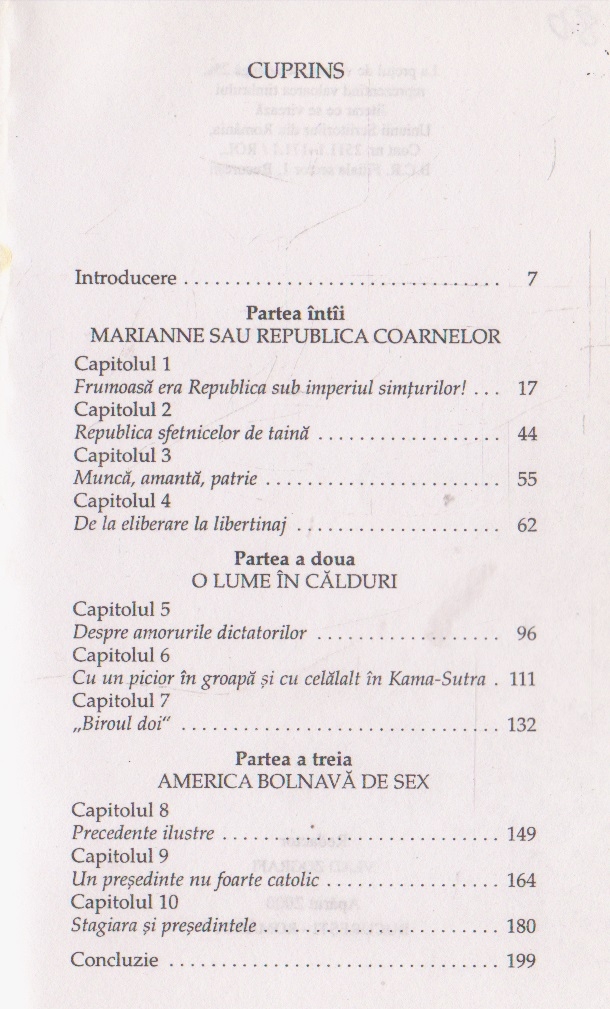 CUPRINS
Introducere . . . . . . . . . . . . . . . . . . . . . . . . . . . . . . . 7
Partea întîi
MARIANNE SAU REPUBLICA COARNELOR
Capitolul 1
Frumoasă era Republica sub imperiul simțurilor! . . . 17
Capitolul 2
Republica sfetnicelor de taină . . . . . . . . . . . . . . . . . . 44
Capitolul 3
Muncă, amantă, patrie . . . . . . . . . . . . . . . . . . . . . . . 55
Capitolul 4
De la eliberare la libertinaj . . . . . . . . . . . . . . . . . . . . 62
Partea a doua
O LUME ÎN CĂLDURI
Capitolul 5
Despre amorurile dictatorilor . . . . . . . . . . . . . . . . . . 96
Capitolul 6
Cu un picior în groapă și cu celălalt în Kama-Sutra . 111
Capitolul 7
„Biroul doi“ . . . . . . . . . . . . . . . . . . . . . . . . . . . . . . . 132
Partea a treia
AMERICA BOLNAVĂ DE SEX
Capitolul 8
Precedente ilustre . . . . . . . . . . . . . . . . . . . . . . . . . . . 149
Capitolul 9
Un președinte nu foarte catolic . . . . . . . . . . . . . . . . . 164
Capitolul 10
Stagiara și președintele . . . . . . . . . . . . . . . . . . . . . . . 180
Concluzie . . . . . . . . . . . . . . . . . . . . . . . . . . . . . . . . 199